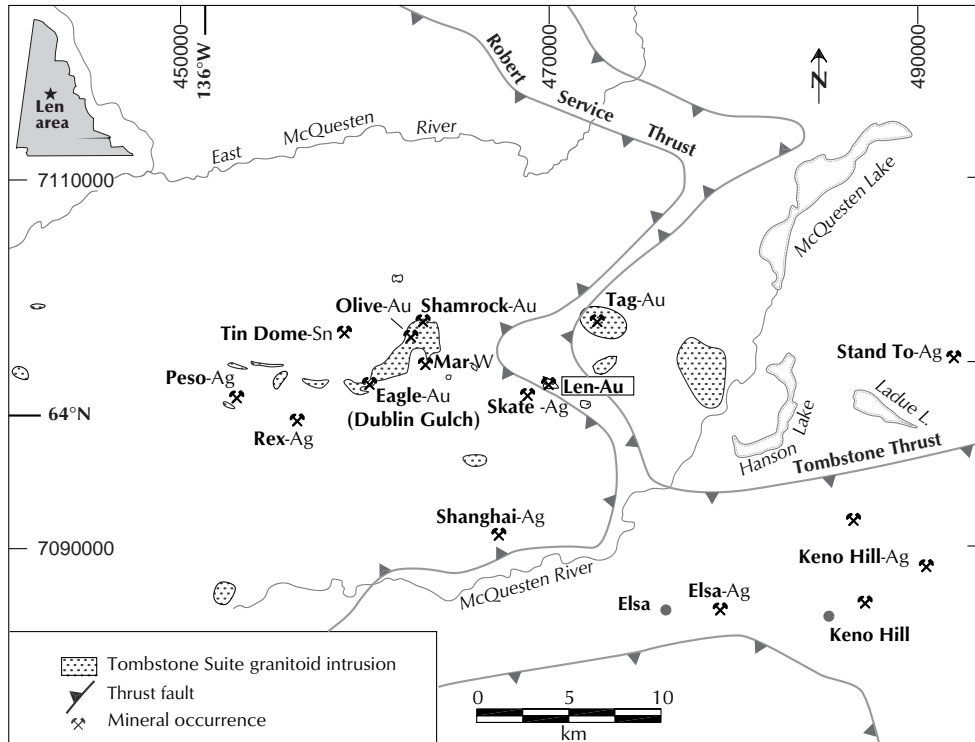 450000
136°W
470000
490000
Len
area
Robert Service Thrust
N
East McQuesten River
7110000
McQuesten Lake
Olive-Au
Shamrock-Au
Tag-Au
Tin Dome-Sn
Mar-W
Stand To-Ag
Peso-Ag
Eagle-Au
(Dublin Gulch)
Len-Au
Skate -Ag
Ladue L.
64°N
Rex-Ag
Hanson Lake
Tombstone Thrust
Shanghai-Ag
7090000
McQuesten River
Keno Hill-Ag
Elsa
Elsa-Ag
Keno Hill
Tombstone Suite granitoid intrusion
Thrust fault
Mineral occurrence
0 5 10
km